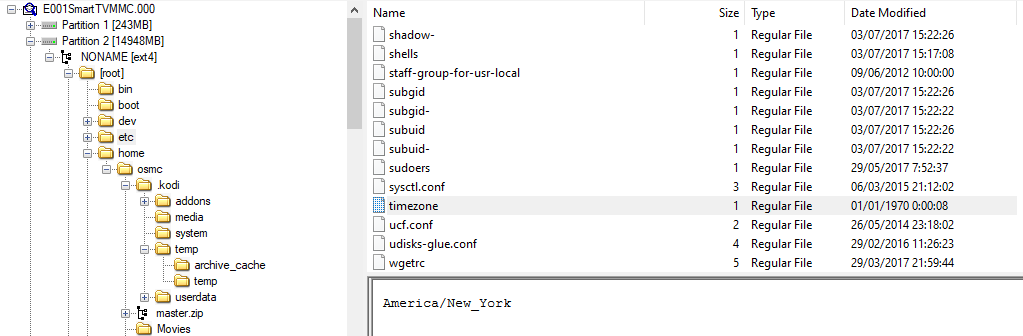 E001SmartTVMMC.000
Partition 1 [243MB]
Partition 2 [14948MB]
NONAME [ext4]
[root]
bin
boot
dev
etc
home
osmc
.kodi
addons
media
system
temp
archive_cache
temp
userdata
master.zip
Movies
Name Size Type Date Modified
shadow- 1 Regular File 03/07/2017 15:22:26
shells 1 Regular File 03/07/2017 15:17:08
staff-group-for-usr-local 1 Regular File 09/06/2012 10:00:00
subgid 1 Regular File 03/07/2017 15:22:26
subgid- 1 Regular File 03/07/2017 15:22:22
subuid 1 Regular File 03/07/2017 15:22:26
subuid- 1 Regular File 03/07/2017 15:22:22
sudoers 1 Regular File 29/05/2017 7:52:37
sysctl.conf 3 Regular File 06/03/2015 21:12:02
timezone 1 Regular File 01/01/1970 0:00:08
ucf.conf 2 Regular File 26/05/2014 23:18:02
udisks-glue.conf 4 Regular File 29/02/2016 11:26:23
wgetrc 5 Regular File 29/03/2017 21:59:44
America/New_York